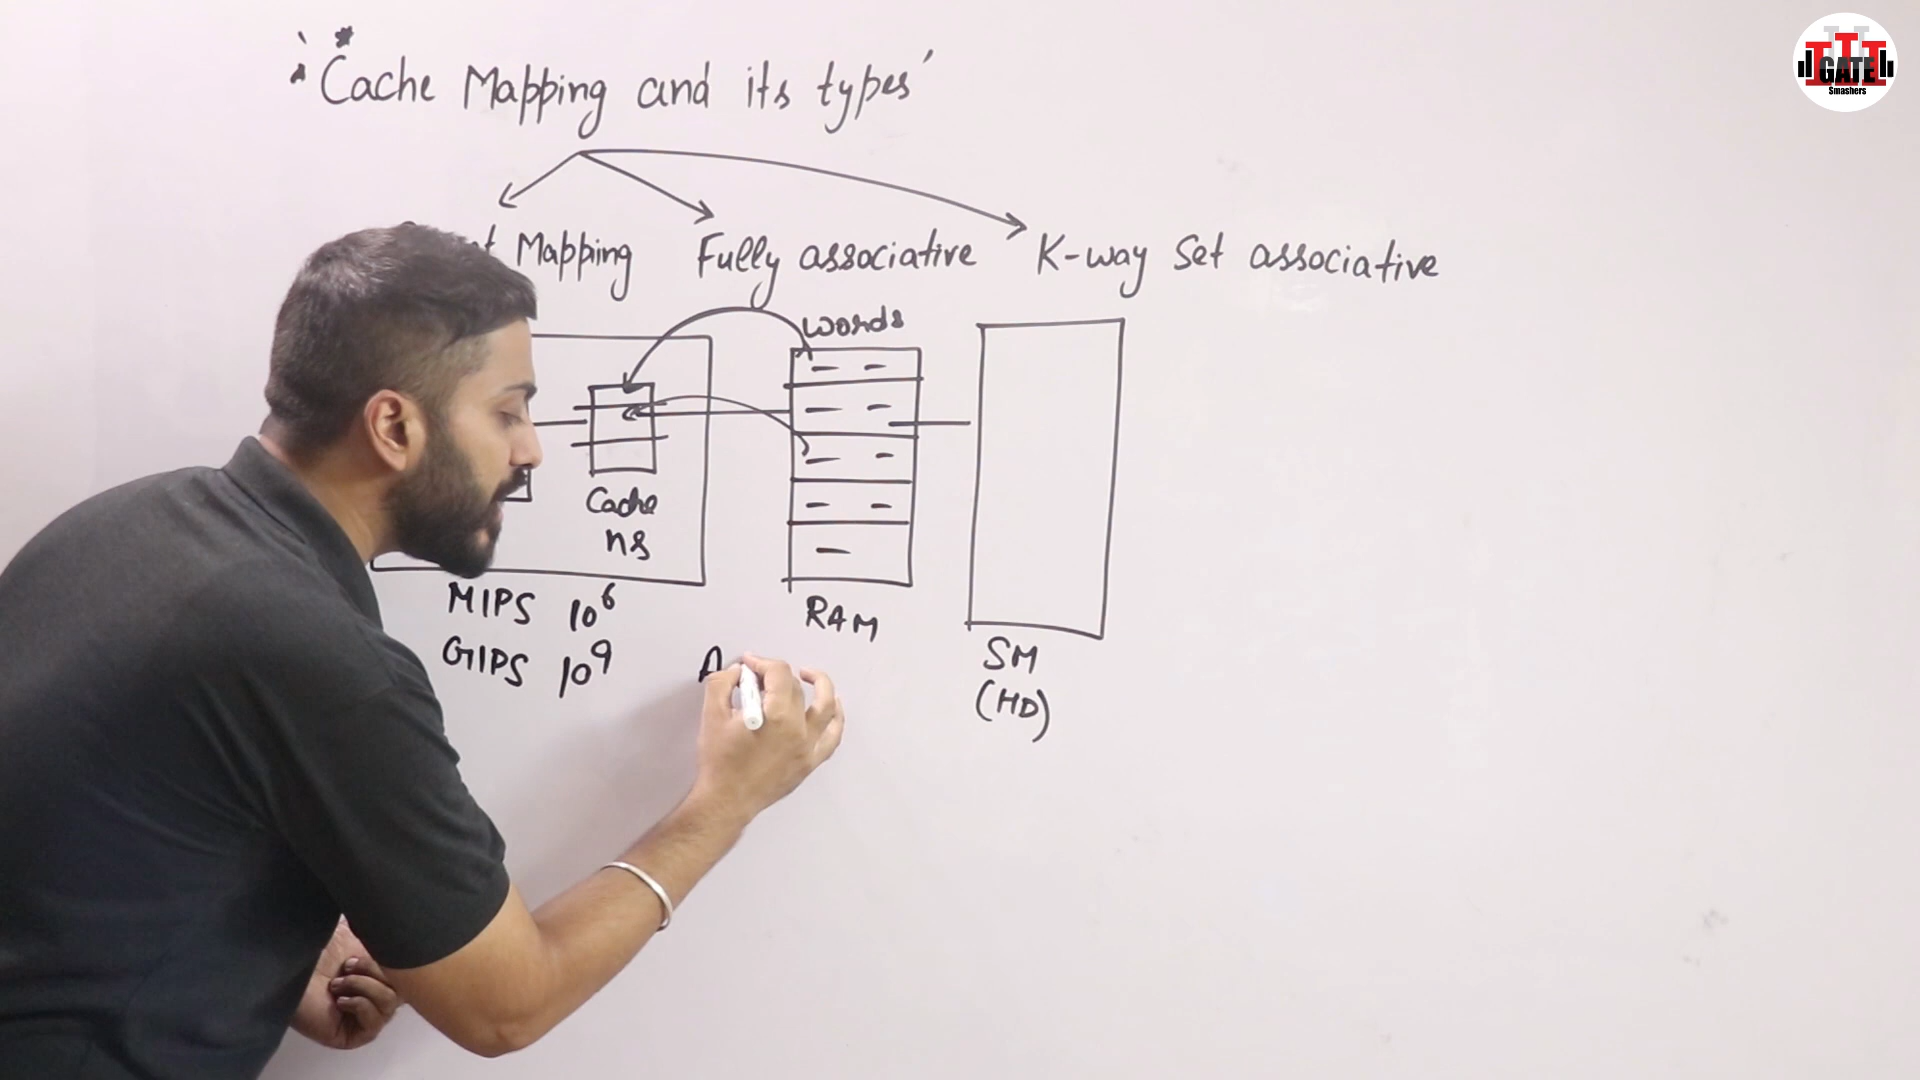 'Cache Mapping and its types'
Mapping Fully associative K-way Set associative
words
Cache
ns
MIPS 10⁶
GIPS 10⁹
RAM
A
SM
(HD)
GATE
Smashers